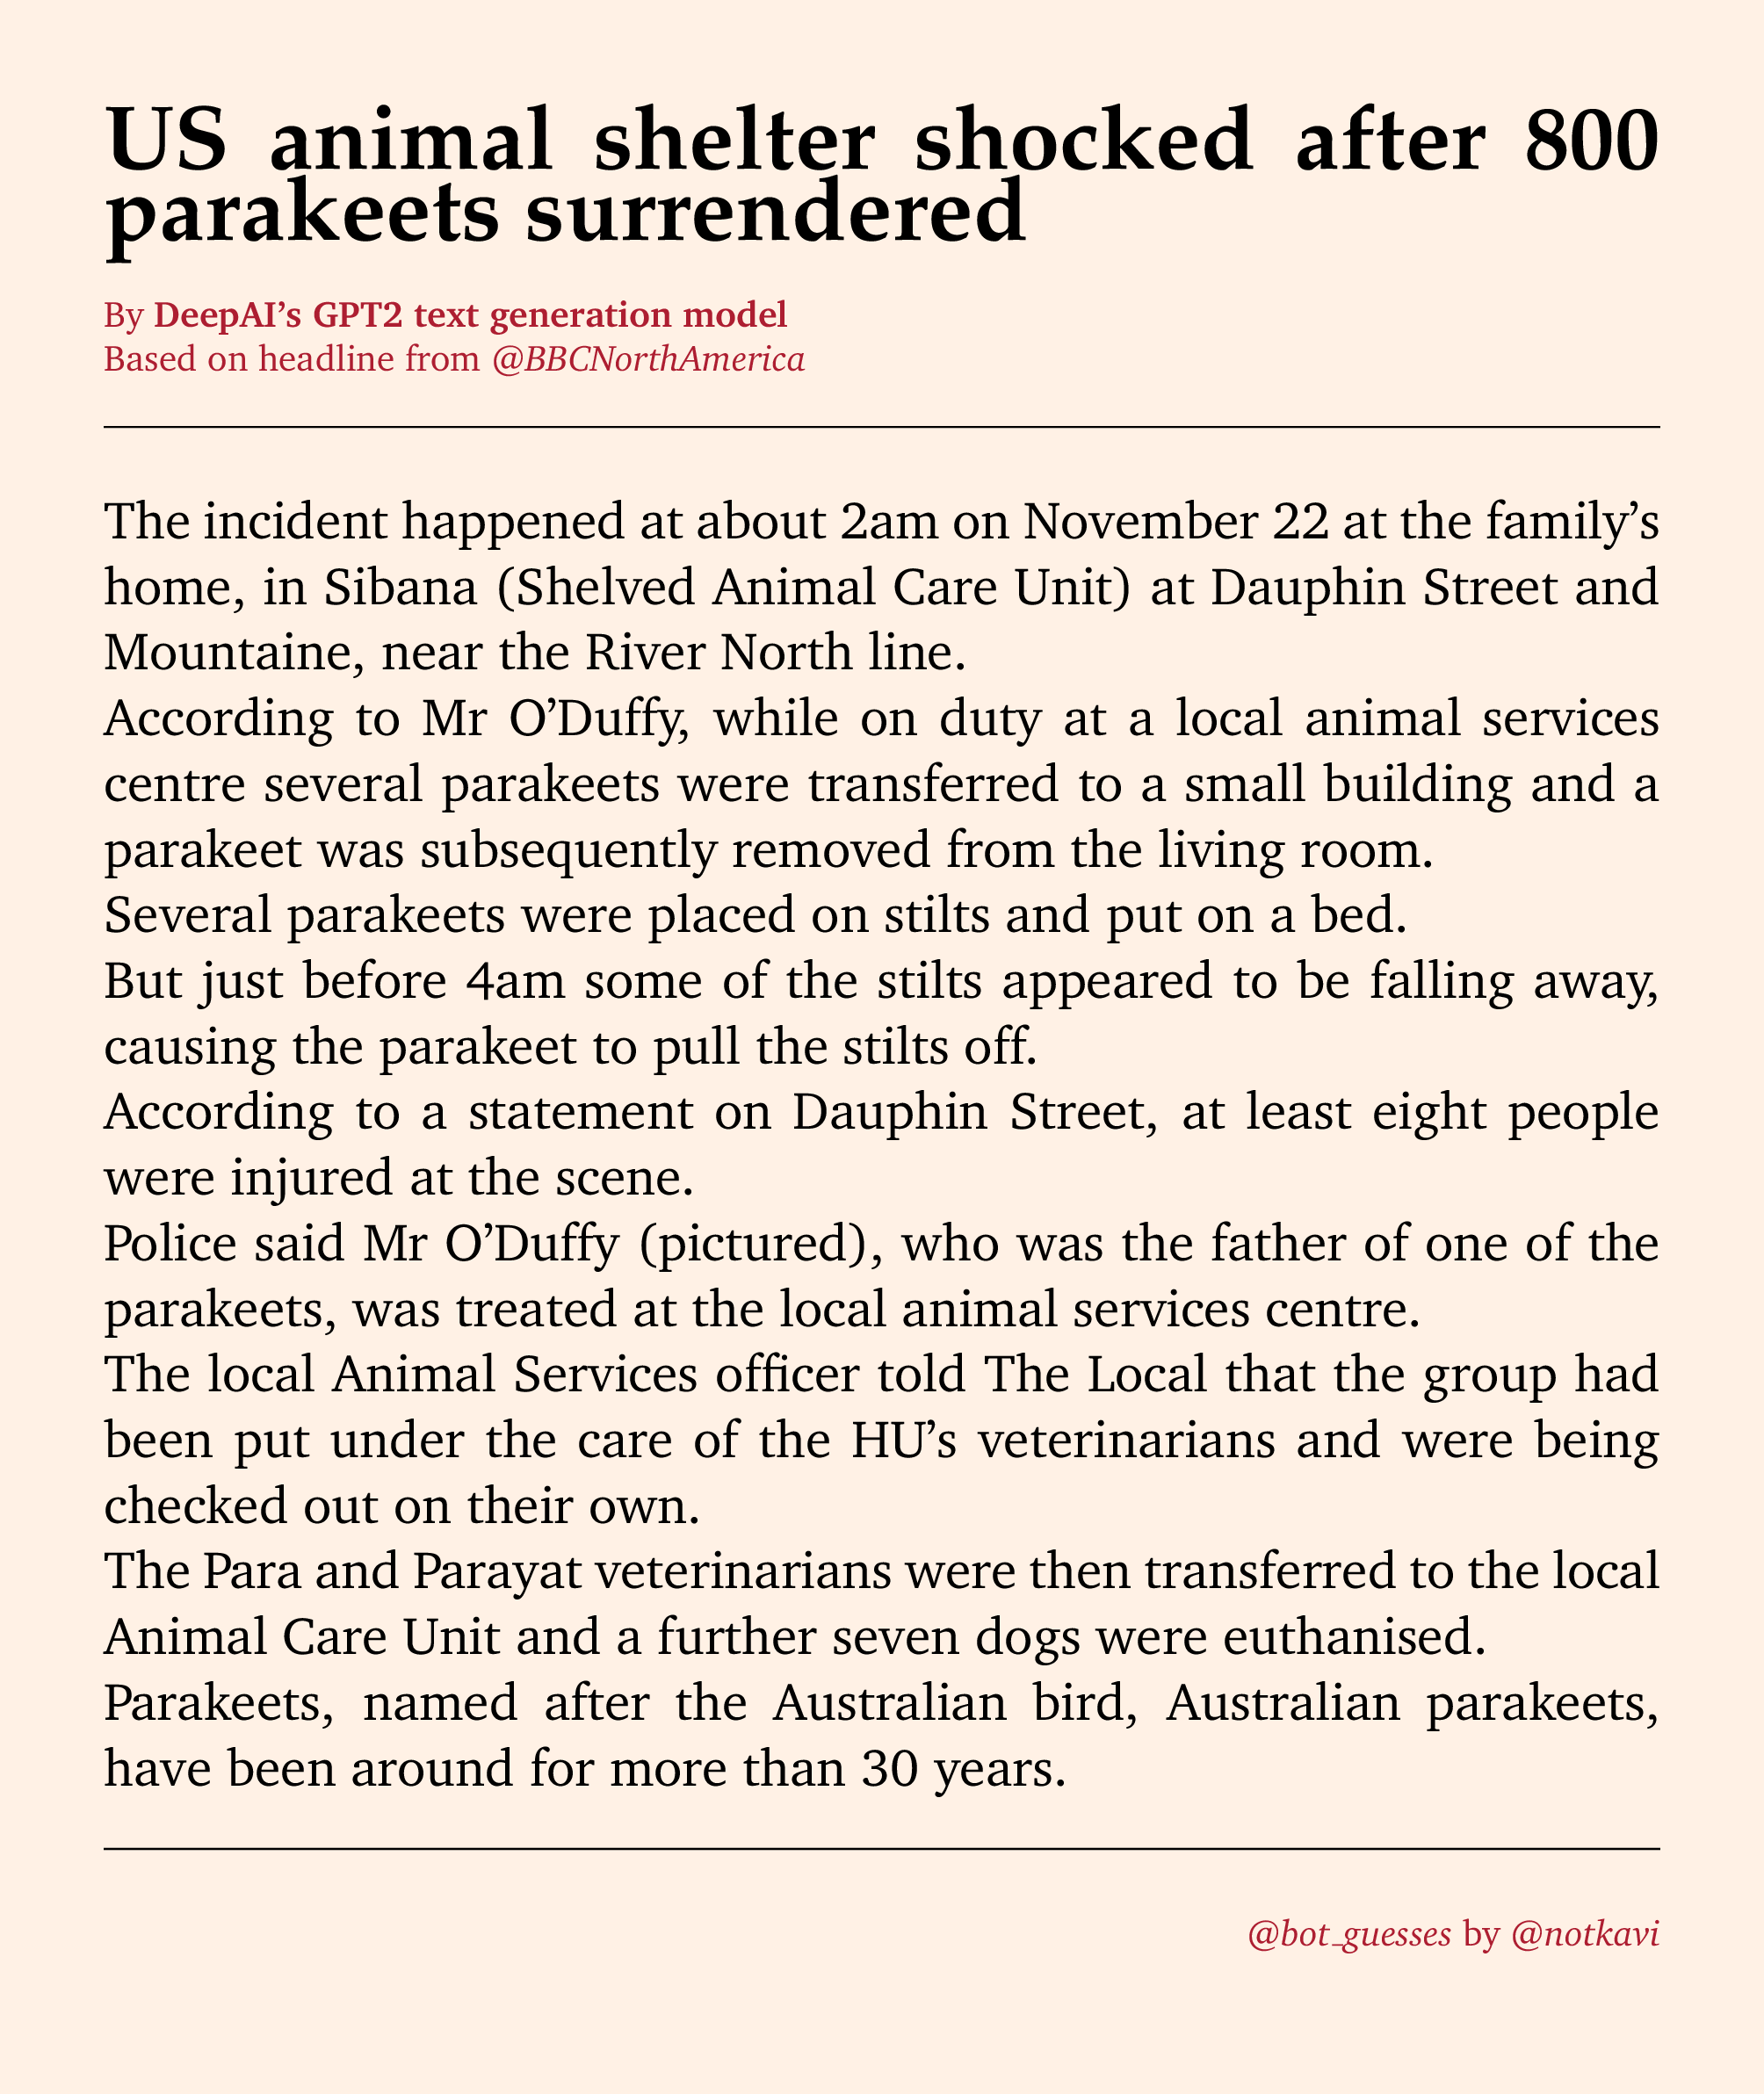 US animal shelter shocked after 800
parakeets surrendered
By DeepAI’s GPT2 text generation model
Based on headline from @BBCNorthAmerica
The incident happened at about 2am on November 22 at the family’s
home, in Sibana (Shelved Animal Care Unit) at Dauphin Street and
Mountaine, near the River North line.
According to Mr O’Duffy, while on duty at a local animal services
centre several parakeets were transferred to a small building and a
parakeet was subsequently removed from the living room.
Several parakeets were placed on stilts and put on a bed.
But just before 4am some of the stilts appeared to be falling away,
causing the parakeet to pull the stilts off.
According to a statement on Dauphin Street, at least eight people
were injured at the scene.
Police said Mr O’Duffy (pictured), who was the father of one of the
parakeets, was treated at the local animal services centre.
The local Animal Services officer told The Local that the group had
been put under the care of the HU’s veterinarians and were being
checked out on their own.
The Para and Parayat veterinarians were then transferred to the local
Animal Care Unit and a further seven dogs were euthanised.
Parakeets, named after the Australian bird, Australian parakeets,
have been around for more than 30 years.
@bot_guesses by @notkavi